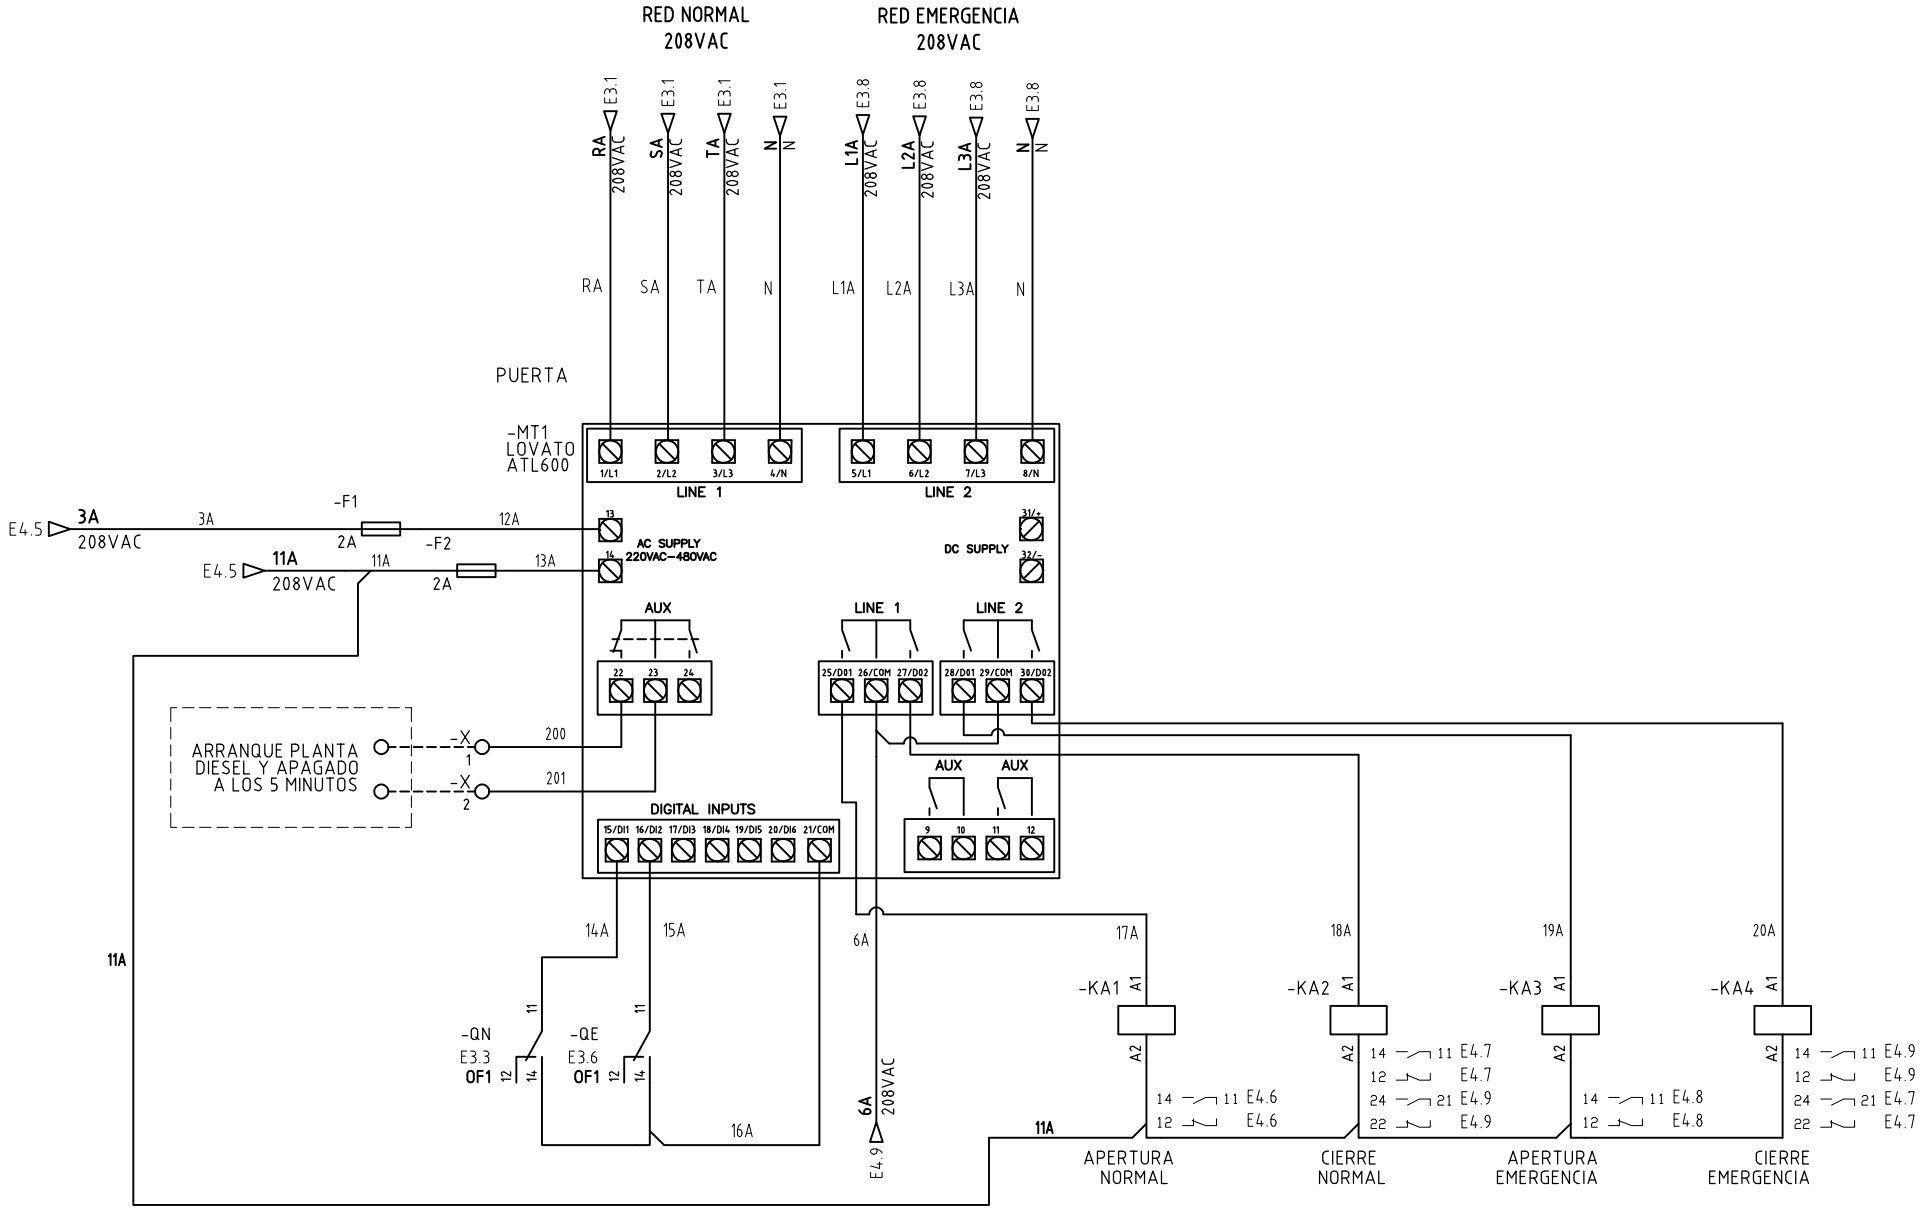 RED NORMAL
208VAC
RED EMERGENCIA
208VAC
E3.1
E3.1
E3.1
E3.1
E3.8
E3.8
E3.8
E3.8
RA
208VAC
SA
208VAC
TA
208VAC
N
N
L1A
208VAC
L2A
208VAC
L3A
208VAC
N
N
RA
SA
TA
N
L1A
L2A
L3A
N
PUERTA
-MT1
LOVATO
ATL600
1/L1
2/L2
3/L3
4/N
5/L1
6/L2
7/L3
8/N
LINE 1
LINE 2
E4.5
3A
208VAC
3A
-F1
2A
12A
13
E4.5
11A
208VAC
11A
-F2
2A
13A
14
AC SUPPLY
220VAC-480VAC
DC SUPPLY
31/+
32/-
AUX
LINE 1
LINE 2
22
23
24
25/D01
26/COM
27/D02
28/D01
29/COM
30/D02
ARRANQUE PLANTA
DIESEL Y APAGADO
A LOS 5 MINUTOS
-X
1
200
-X
2
201
AUX
AUX
DIGITAL INPUTS
15/DI1
16/DI2
17/DI3
18/DI4
19/DI5
20/DI6
21/COM
9
10
11
12
11A
14A
15A
6A
17A
18A
19A
20A
-QN
E3.3
OF1
11
12
14
-QE
E3.6
OF1
11
12
14
16A
6A
208VAC
E4.9
-KA1
A1
A2
-KA2
A1
A2
-KA3
A1
A2
-KA4
A1
A2
14 11 E4.6
12 E4.6
14 11 E4.7
12 E4.7
24 21 E4.9
22 E4.9
14 11 E4.8
12 E4.8
14 11 E4.9
12 E4.9
24 21 E4.7
22 E4.7
11A
APERTURA
NORMAL
CIERRE
NORMAL
APERTURA
EMERGENCIA
CIERRE
EMERGENCIA